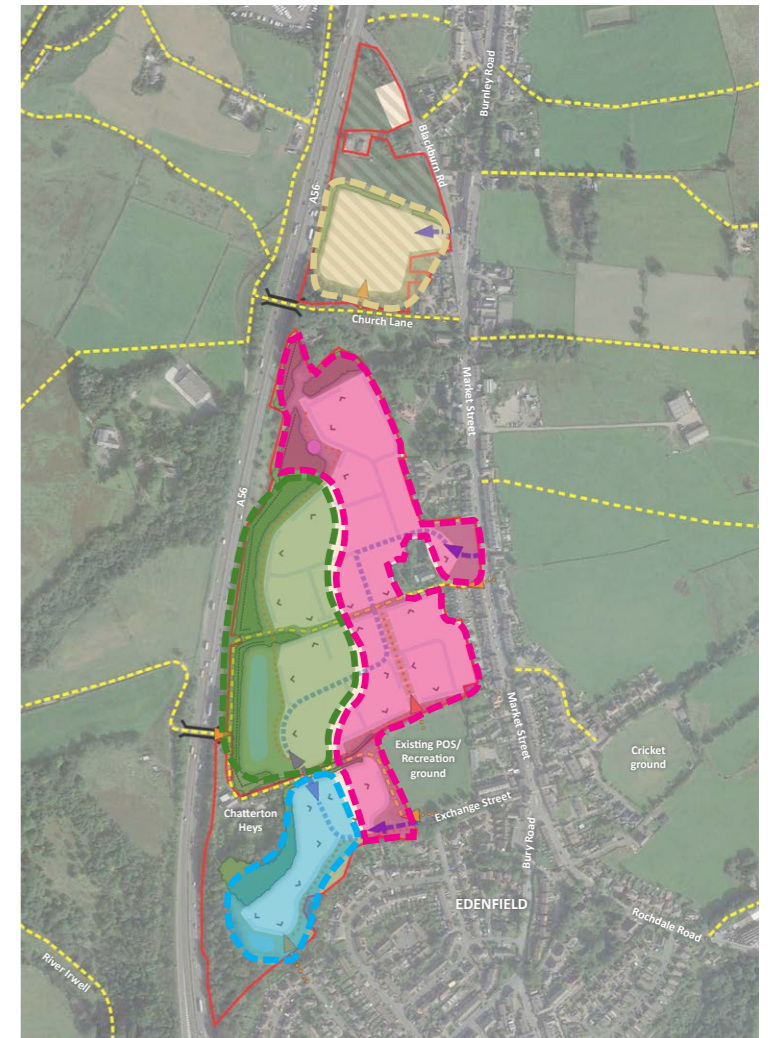 Burnley Road
Blackburn Rd
A56
Church Lane
Market Street
A56
Market Street
Existing POS/
Recreation
ground
Cricket
ground
Chatterton
Heys
Exchange Street
Bury Road
EDENFIELD
Rochdale Road
River Irwell